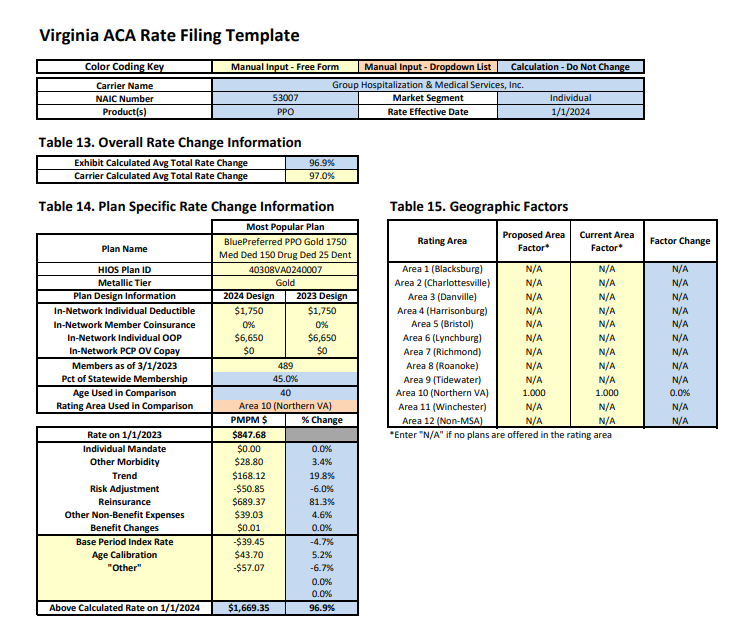 Virginia ACA Rate Filing Template
Color Coding Key Manual Input - Free Form Manual Input - Dropdown List Calculation - Do Not Change
Carrier Name Group Hospitalization & Medical Services, Inc.
NAIC Number 53007 Market Segment Individual
Product(s) PPO Rate Effective Date 1/1/2024
Table 13. Overall Rate Change Information
Exhibit Calculated Avg Total Rate Change 96.9%
Carrier Calculated Avg Total Rate Change 97.0%
Table 14. Plan Specific Rate Change Information
Most Popular Plan
Plan Name BluePreferred PPO Gold 1750
Med Ded 150 Drug Ded 25 Dent
HIOS Plan ID 40308VA0240007
Metallic Tier Gold
Plan Design Information 2024 Design 2023 Design
In-Network Individual Deductible $1,750 $1,750
In-Network Member Coinsurance 0% 0%
In-Network Individual OOP $6,650 $6,650
In-Network PCP OV Copay $0 $0
Members as of 3/1/2023 489
Pct of Statewide Membership 45.0%
Age Used in Comparison 40
Rating Area Used in Comparison Area 10 (Northern VA)
PMPM $ % Change
Rate on 1/1/2023 $847.68
Individual Mandate $0.00 0.0%
Other Morbidity $28.80 3.4%
Trend $168.12 19.8%
Risk Adjustment -$50.85 -6.0%
Reinsurance $689.37 81.3%
Other Non-Benefit Expenses $39.03 4.6%
Benefit Changes $0.01 0.0%
Base Period Index Rate -$39.45 -4.7%
Age Calibration $43.70 5.2%
"Other" -$57.07 -6.7%
0.0%
0.0%
Above Calculated Rate on 1/1/2024 $1,669.35 96.9%
Table 15. Geographic Factors
Rating Area Proposed Area Factor* Current Area Factor* Factor Change
Area 1 (Blacksburg) N/A N/A N/A
Area 2 (Charlottesville) N/A N/A N/A
Area 3 (Danville) N/A N/A N/A
Area 4 (Harrisonburg) N/A N/A N/A
Area 5 (Bristol) N/A N/A N/A
Area 6 (Lynchburg) N/A N/A N/A
Area 7 (Richmond) N/A N/A N/A
Area 8 (Roanoke) N/A N/A N/A
Area 9 (Tidewater) N/A N/A N/A
Area 10 (Northern VA) 1.000 1.000 0.0%
Area 11 (Winchester) N/A N/A N/A
Area 12 (Non-MSA) N/A N/A N/A
*Enter "N/A" if no plans are offered in the rating area